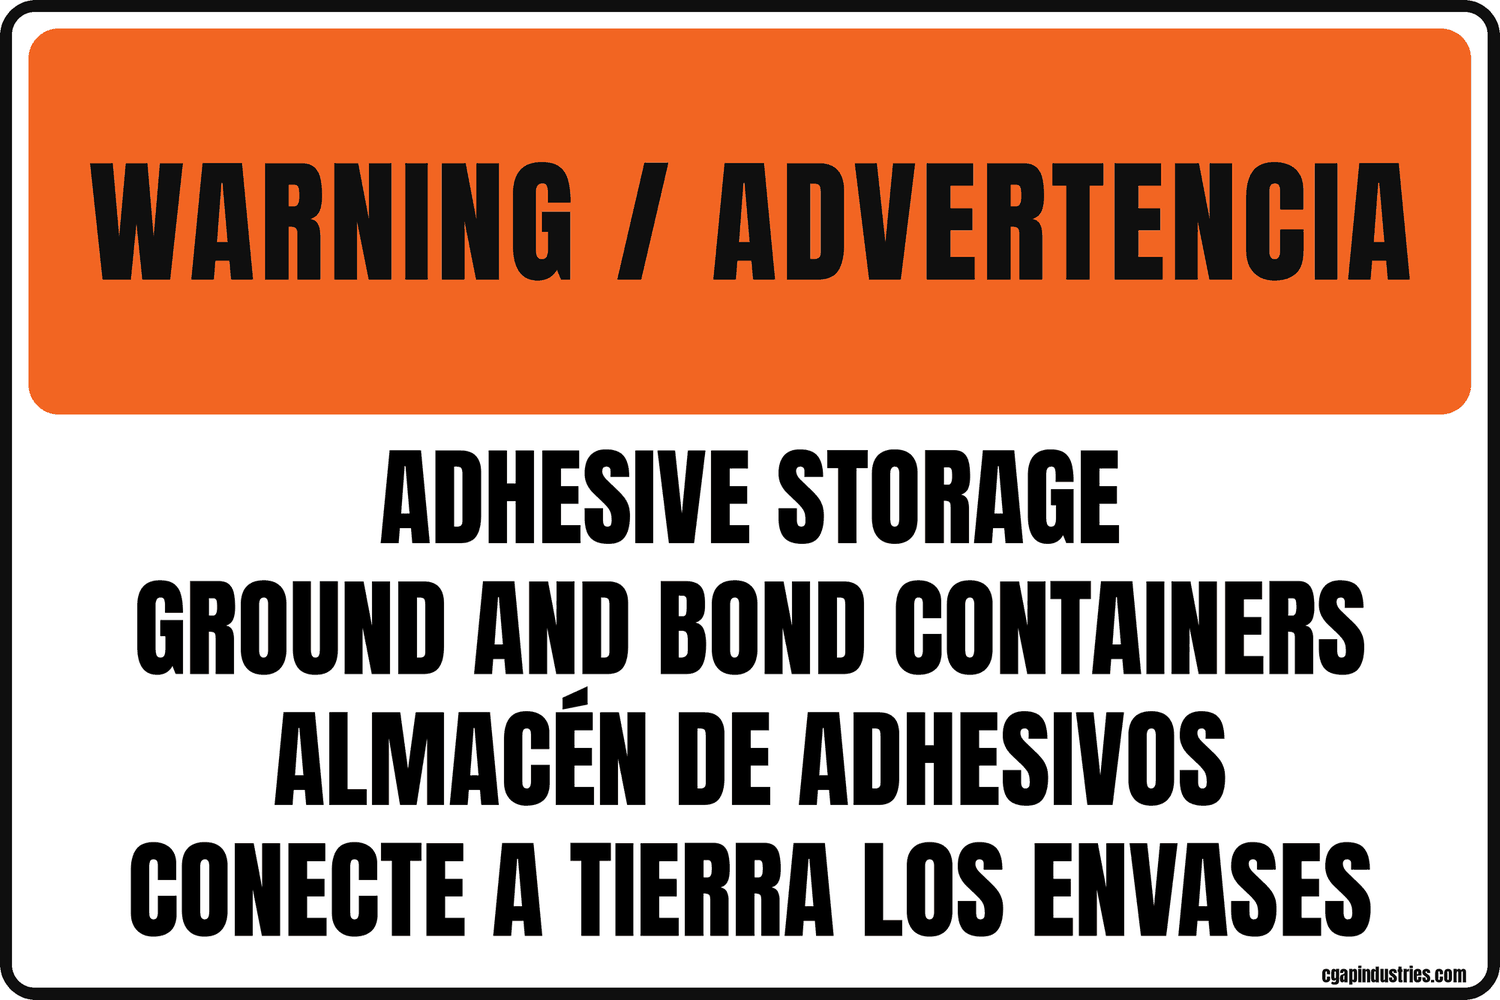 WARNING / ADVERTENCIA
ADHESIVE STORAGE
GROUND AND BOND CONTAINERS
ALMACÉN DE ADHESIVOS
CONECTE A TIERRA LOS ENVASES
cgapindustries.com